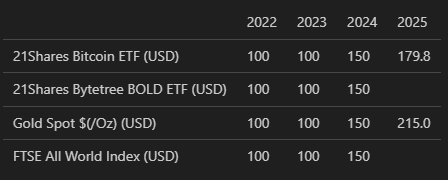 2022 2023 2024 2025
21Shares Bitcoin ETF (USD) 100 100 150 179.8
21Shares Bytetree BOLD ETF (USD) 100 100 150
Gold Spot $(/Oz) (USD) 100 100 150 215.0
FTSE All World Index (USD) 100 100 150